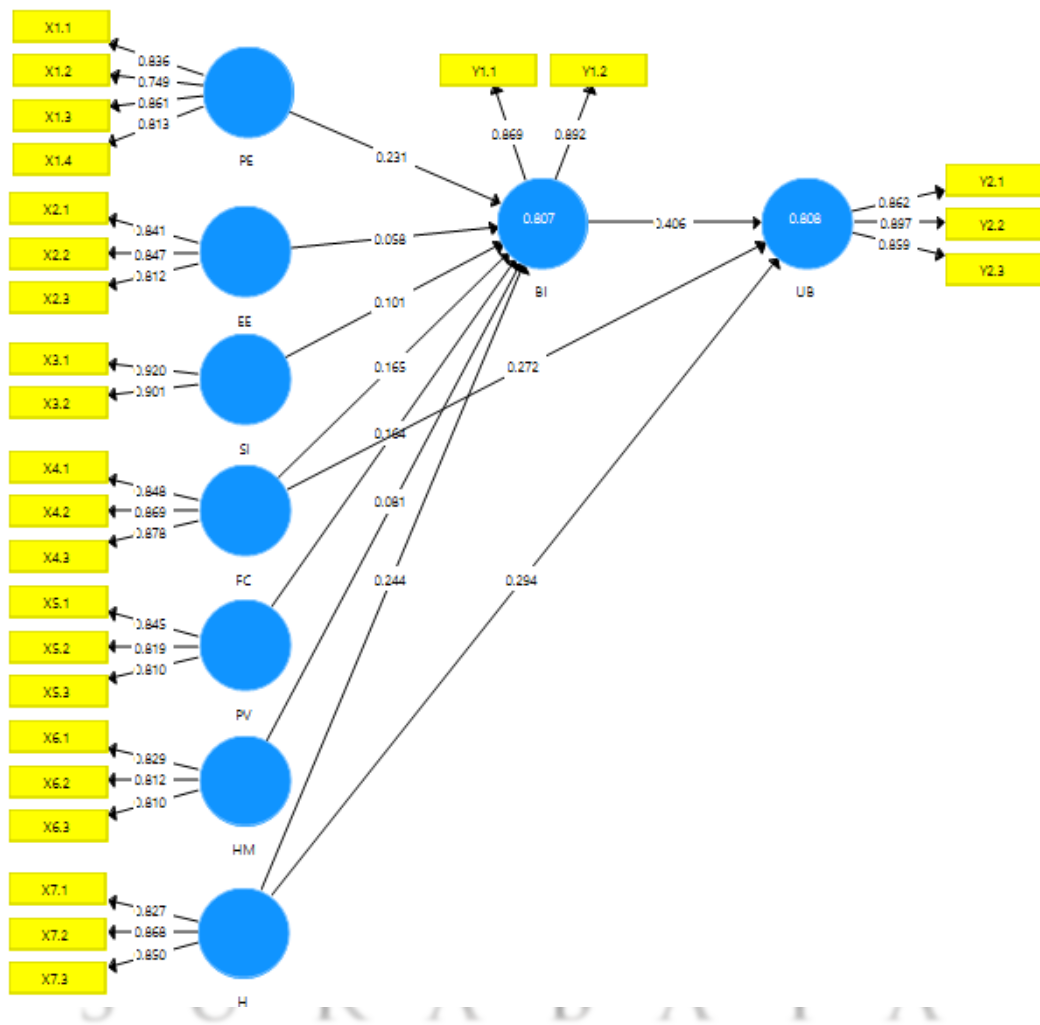 X1.1
X1.2
X1.3
X1.4
0.836
0.749
0.861
0.813
PE
X2.1
X2.2
X2.3
0.841
0.847
0.812
EE
X3.1
X3.2
0.920
0.901
SI
X4.1
X4.2
X4.3
0.848
0.869
0.878
FC
X5.1
X5.2
X5.3
0.845
0.819
0.810
PV
X6.1
X6.2
X6.3
0.829
0.812
0.810
HM
X7.1
X7.2
X7.3
0.827
0.868
0.850
H
0.231
0.058
0.101
0.165
0.164
0.081
0.244
Y1.1
Y1.2
0.869
0.892
0.807
BI
0.406
0.272
0.294
0.808
UB
0.862
0.897
0.859
Y2.1
Y2.2
Y2.3
S U R A B A Y A